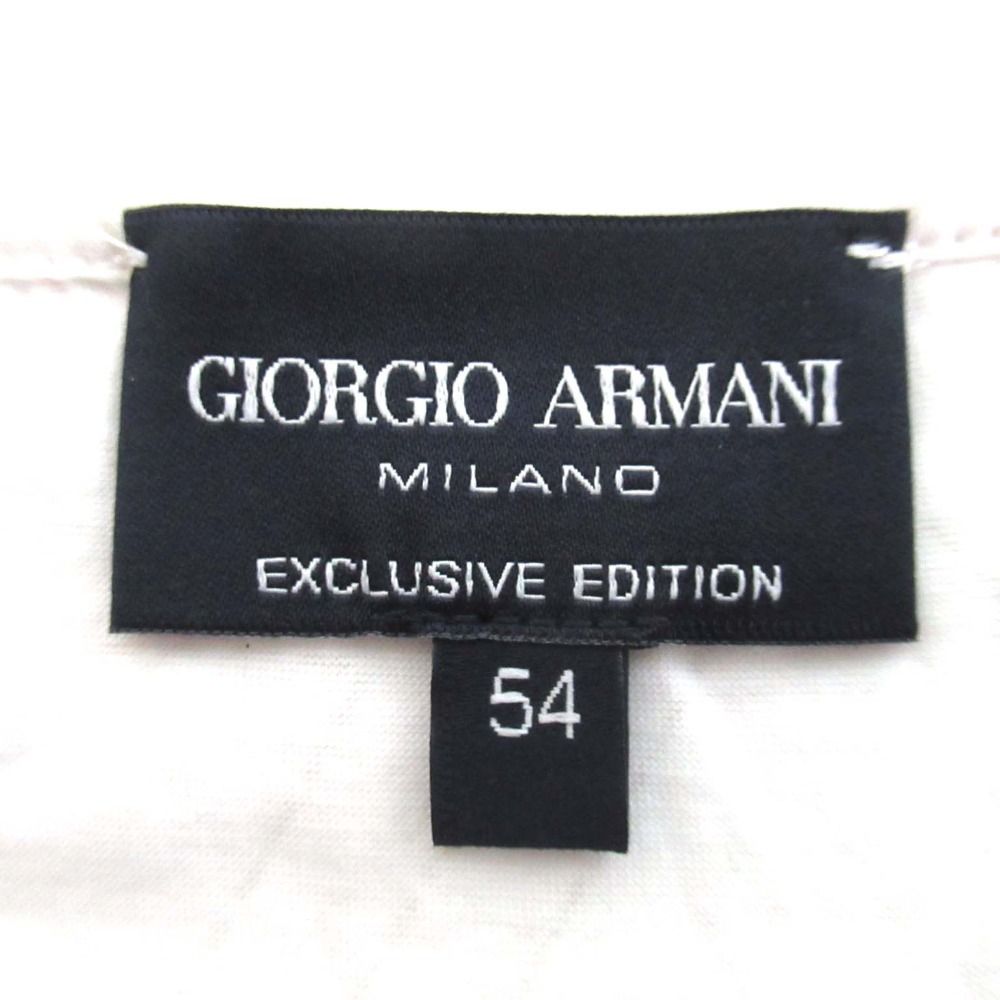 GIORGIO ARMANI
MILANO
EXCLUSIVE EDITION
54